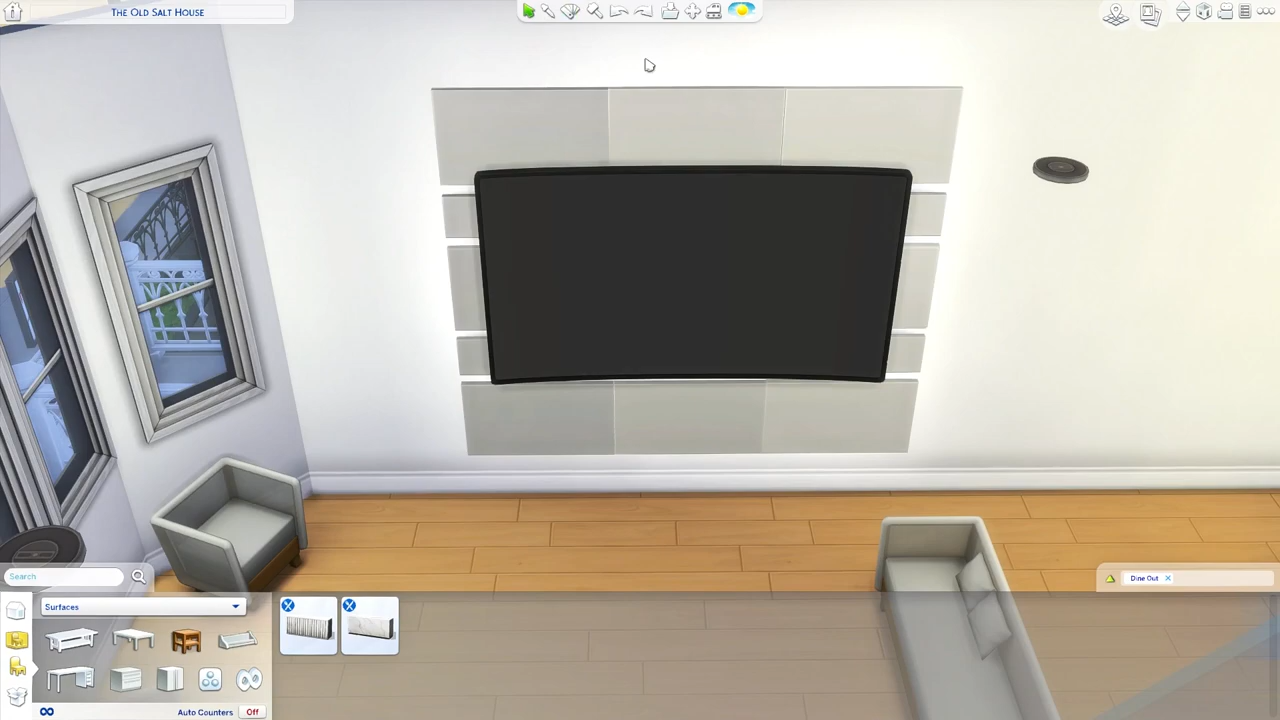 The Old Salt House
Search
Dine Out
Surfaces
Auto Counters
Off